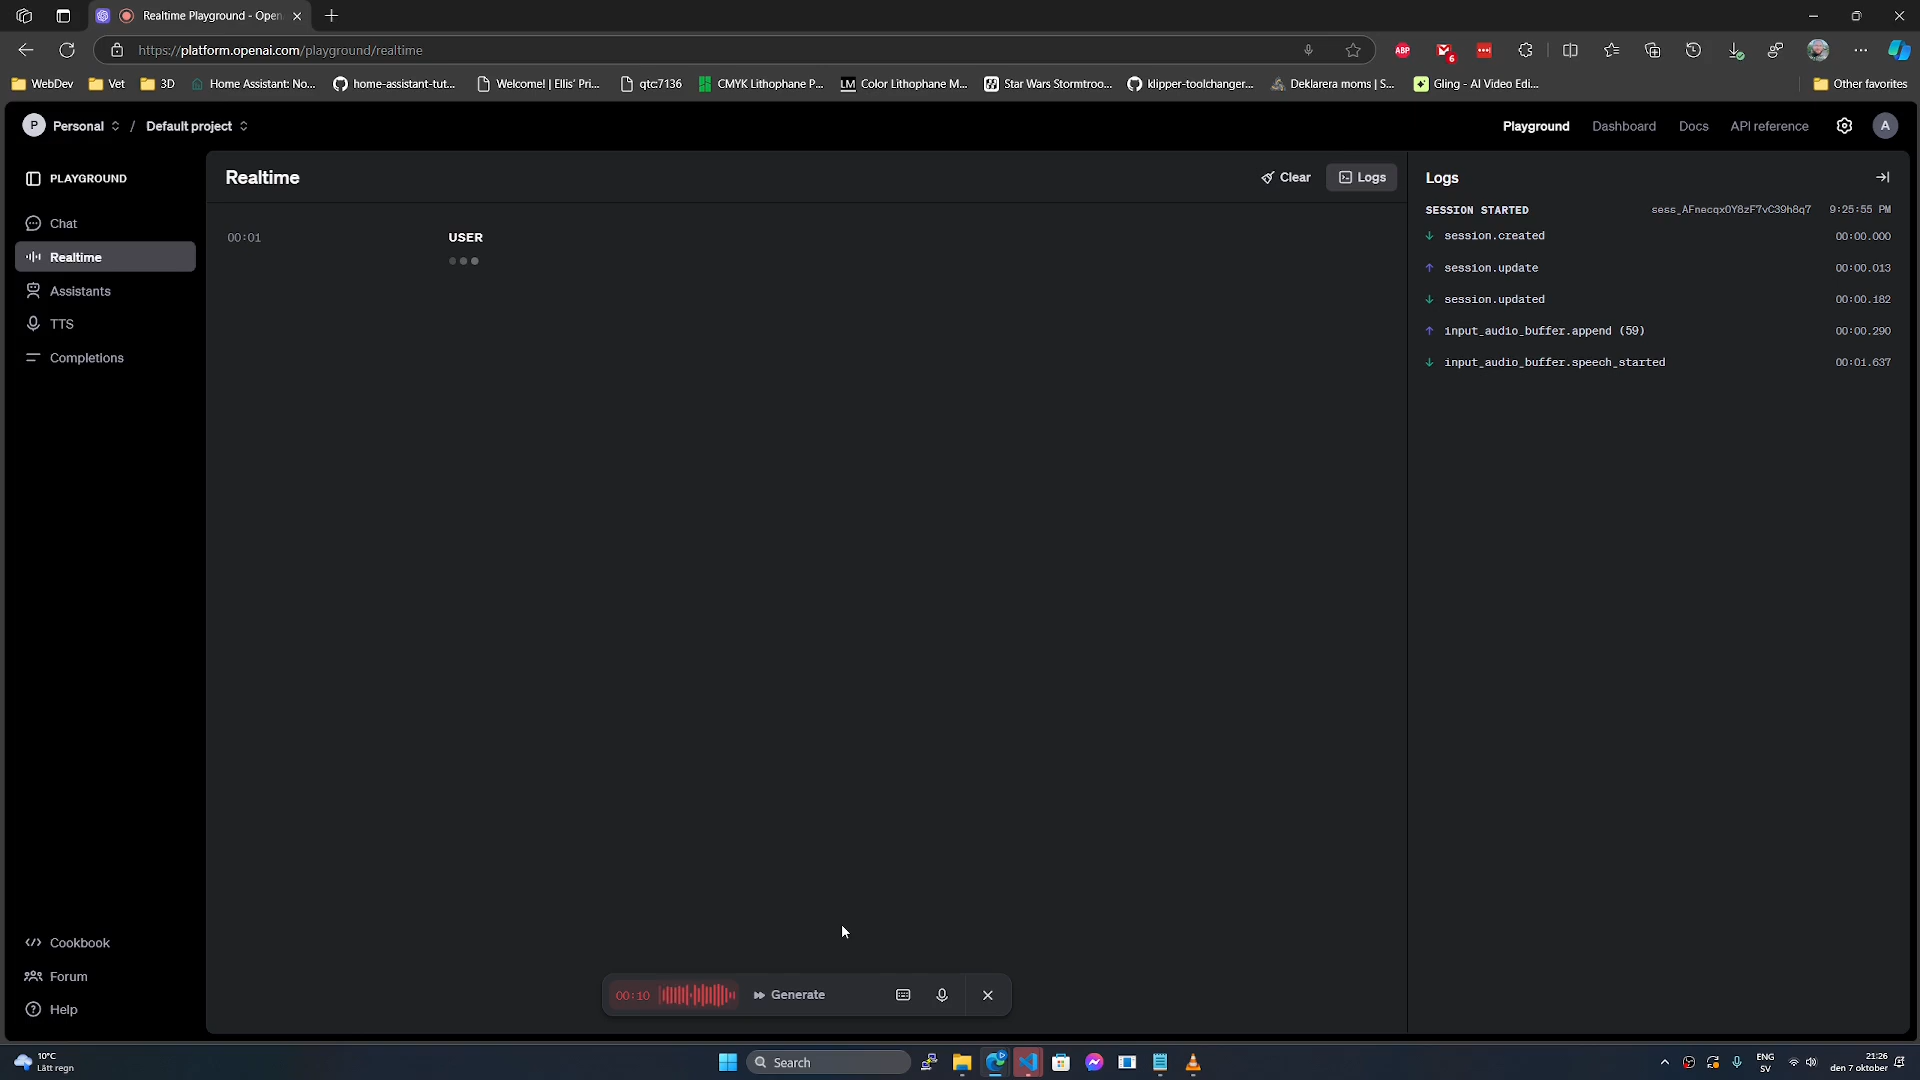 Realtime Playground - Open
https://platform.openai.com/playground/realtime
ABP
6
WebDev
Vet
3D
Home Assistant: No...
home-assistant-tut...
Welcome! | Ellis' Pri...
qtc7136
CMYK Lithophane P...
LM
Color Lithophane M...
Star Wars Stormtroo...
klipper-toolchanger...
Deklarera moms | S...
Gling - AI Video Edi...
Other favorites
P
Personal / Default project
Playground
Dashboard
Docs
API reference
A
PLAYGROUND
Chat
Realtime
Assistants
TTS
Completions
Cookbook
Forum
Help
Realtime
Clear
Logs
00:01
USER
00:10
Generate
Logs
SESSION STARTED sess_AFnecqxOY8zF7vC39h8q7 9:25:55 PM
session.created 00:00.000
session.update 00:00.013
session.updated 00:00.182
input_audio_buffer.append (59) 00:00.290
input_audio_buffer.speech_started 00:01.637
10°C
Lätt regn
Search
ENG
SV
21:26
den 7 oktober